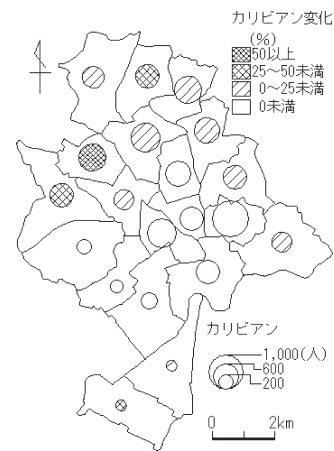 カリビアン変化
(%)
50以上
25～50未満
0～25未満
0未満
カリビアン
1,000(人)
600
200
0 2km